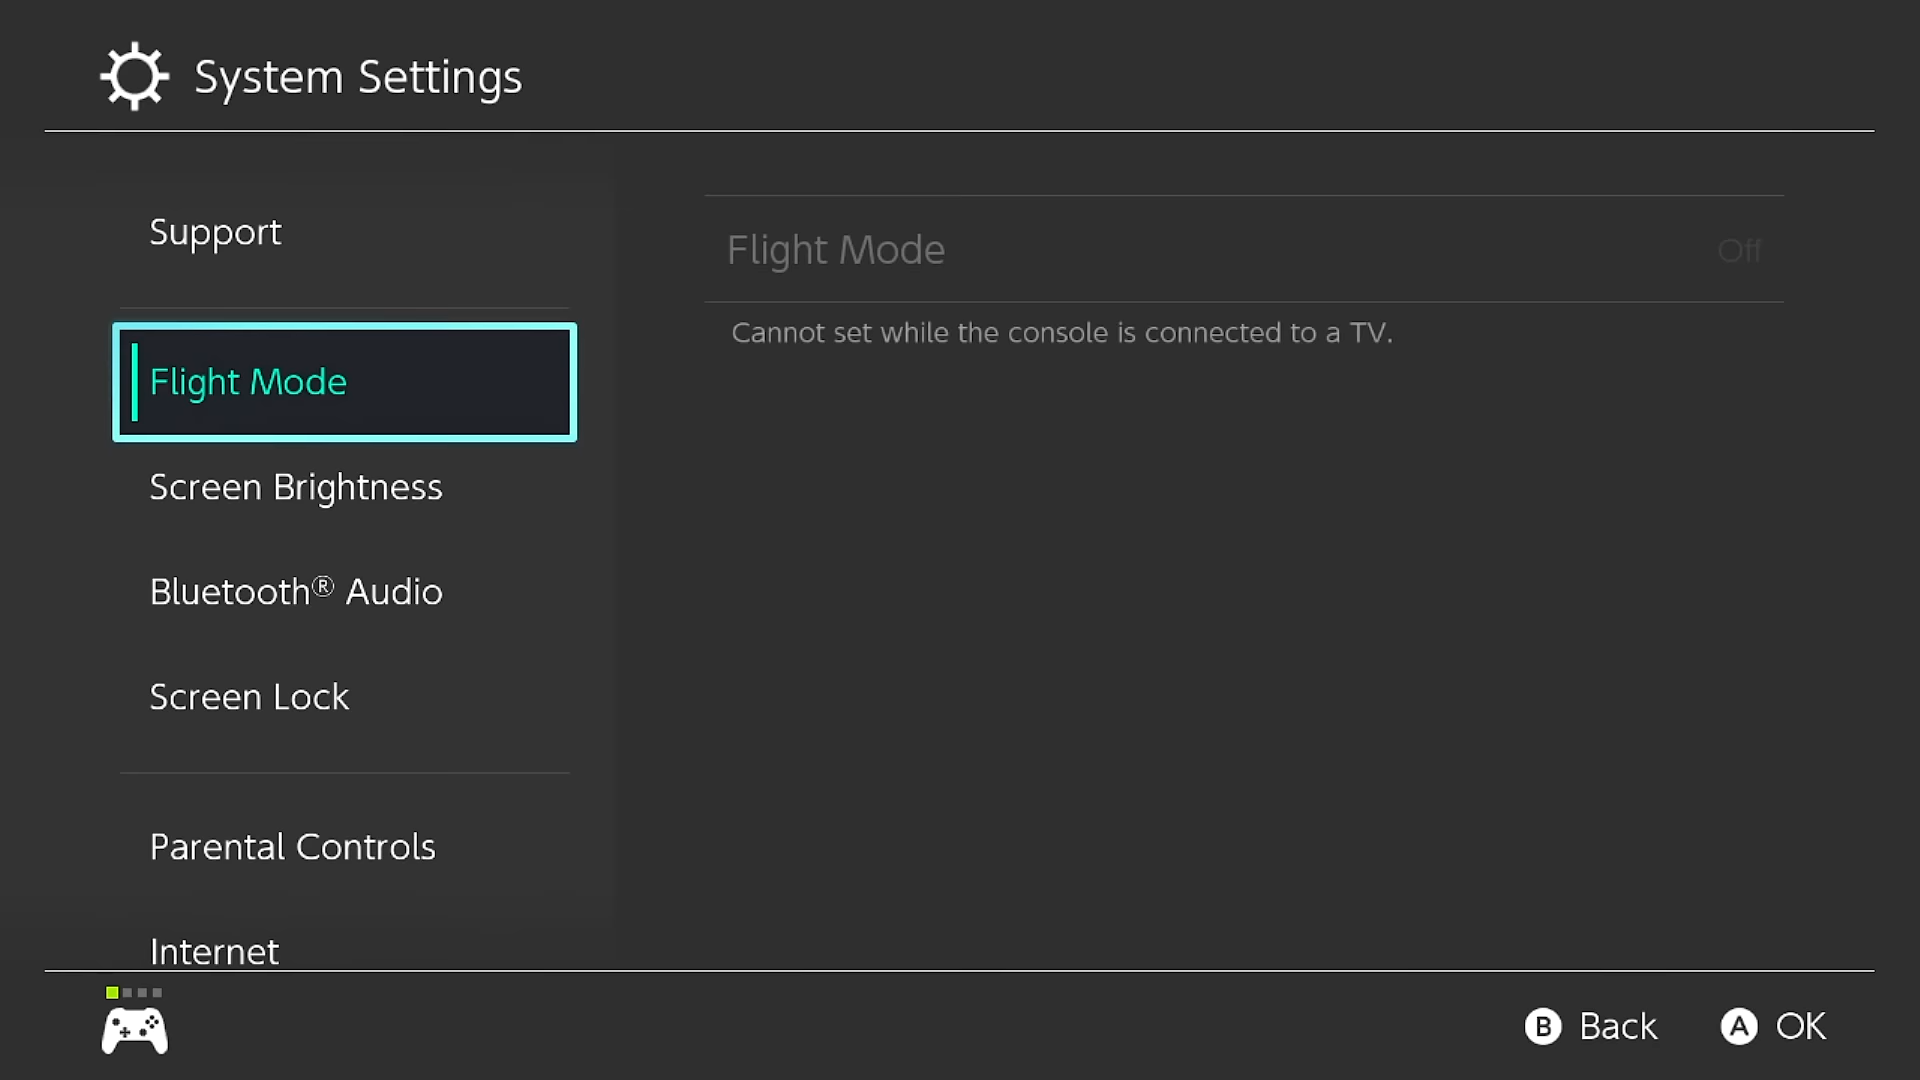 System Settings
Support
Flight Mode
Screen Brightness
Bluetooth® Audio
Screen Lock
Parental Controls
Internet
Flight Mode Off
Cannot set while the console is connected to a TV.
B Back A OK